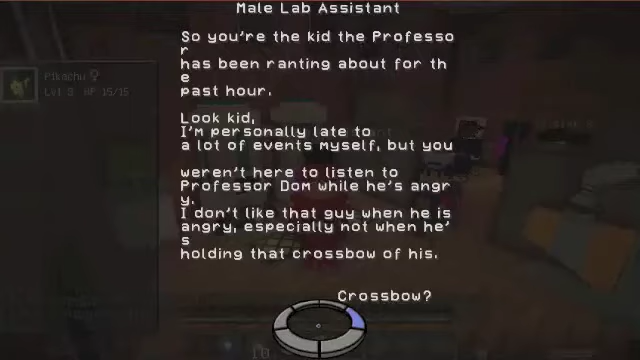 Male Lab Assistant
So you're the kid the Professo
r
has been ranting about for th
e
past hour.
Look kid,
I'm personally late to
a lot of events myself, but you
weren't here to listen to
Professor Dom while he's angr
y.
I don't like that guy when he is
angry, especially not when he'
s
holding that crossbow of his.
Crossbow?
Pikachu ♀
Lvl 3 HP 15/15